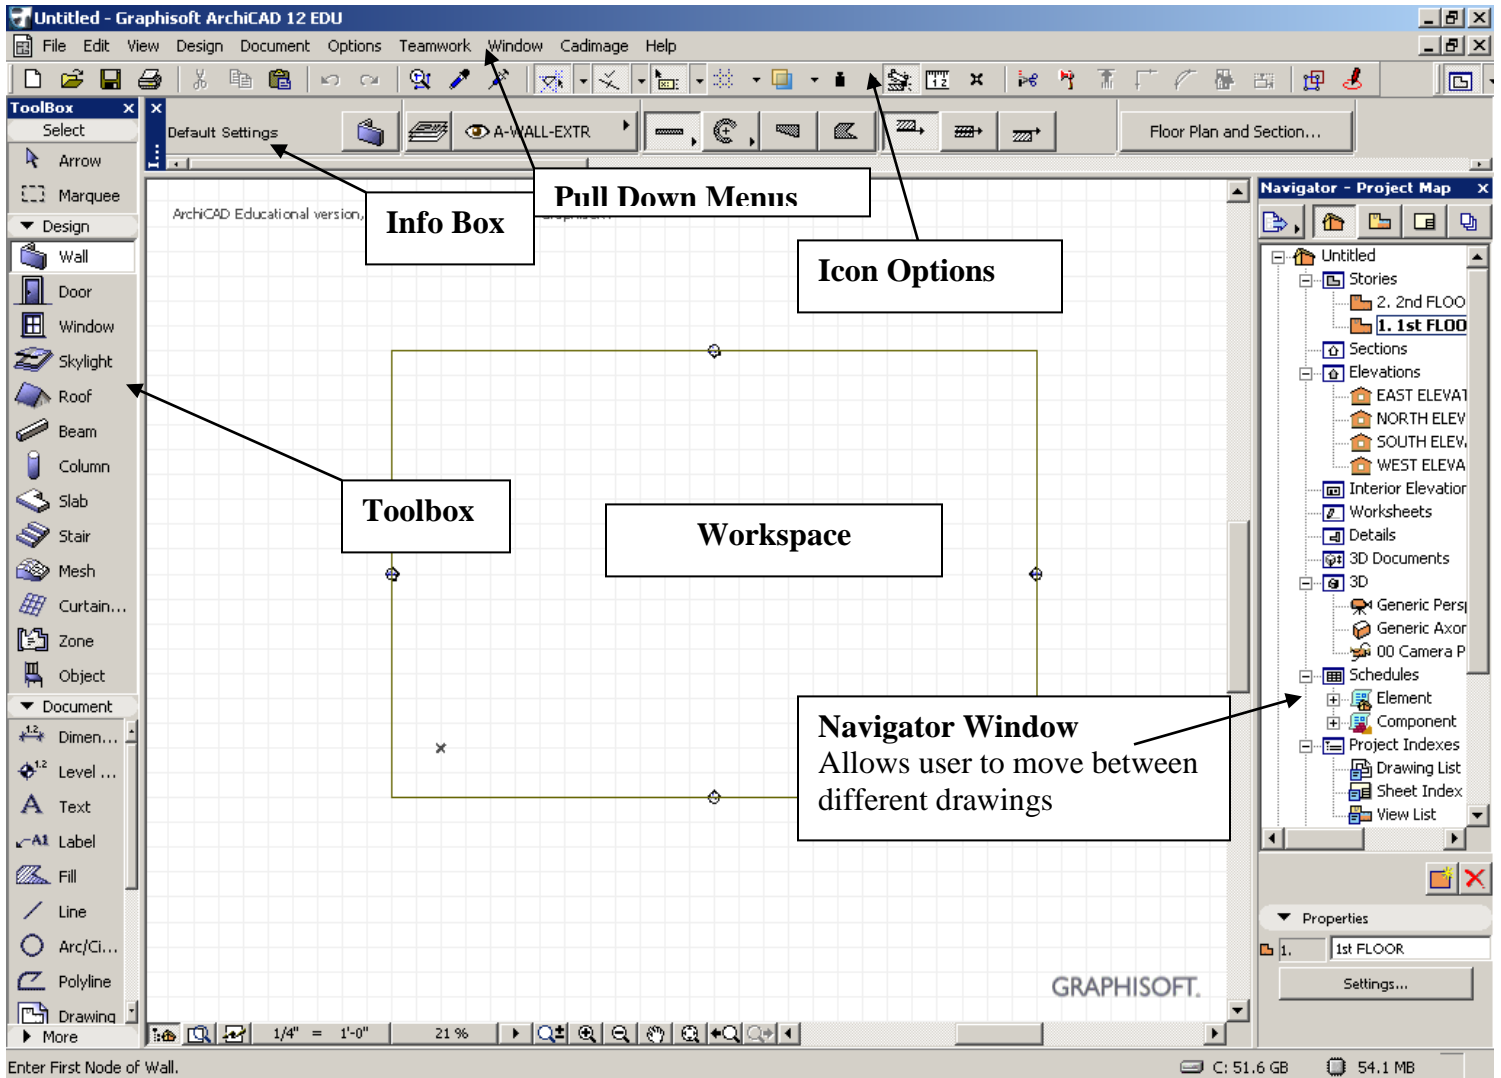 Untitled - Graphisoft ArchiCAD 12 EDU
File Edit View Design Document Options Teamwork Window Cadimage Help
ToolBox
Select
Arrow
Marquee
Design
Wall
Door
Window
Skylight
Roof
Beam
Column
Slab
Stair
Mesh
Curtain...
Zone
Object
Document
1.2 Dimen...
1.2 Level ...
A Text
A1 Label
Fill
Line
Arc/Ci...
Polyline
Drawing
More
Default Settings
A-WALL-EXTR
Floor Plan and Section...
ArchiCAD Educational version,
Info Box
Pull Down Menus
Icon Options
Toolbox
Workspace
Navigator Window
Allows user to move between
different drawings
GRAPHISOFT.
Navigator - Project Map
Untitled
Stories
2. 2nd FLOO
1. 1st FLOO
Sections
Elevations
EAST ELEVAT
NORTH ELEV
SOUTH ELEV
WEST ELEVA
Interior Elevation
Worksheets
Details
3D Documents
3D
Generic Persp
Generic Axor
00 Camera P
Schedules
Element
Component
Project Indexes
Drawing List
Sheet Index
View List
Properties
1. 1st FLOOR
Settings...
1/4" = 1'-0" 21 %
Enter First Node of Wall.
C: 51.6 GB 54.1 MB